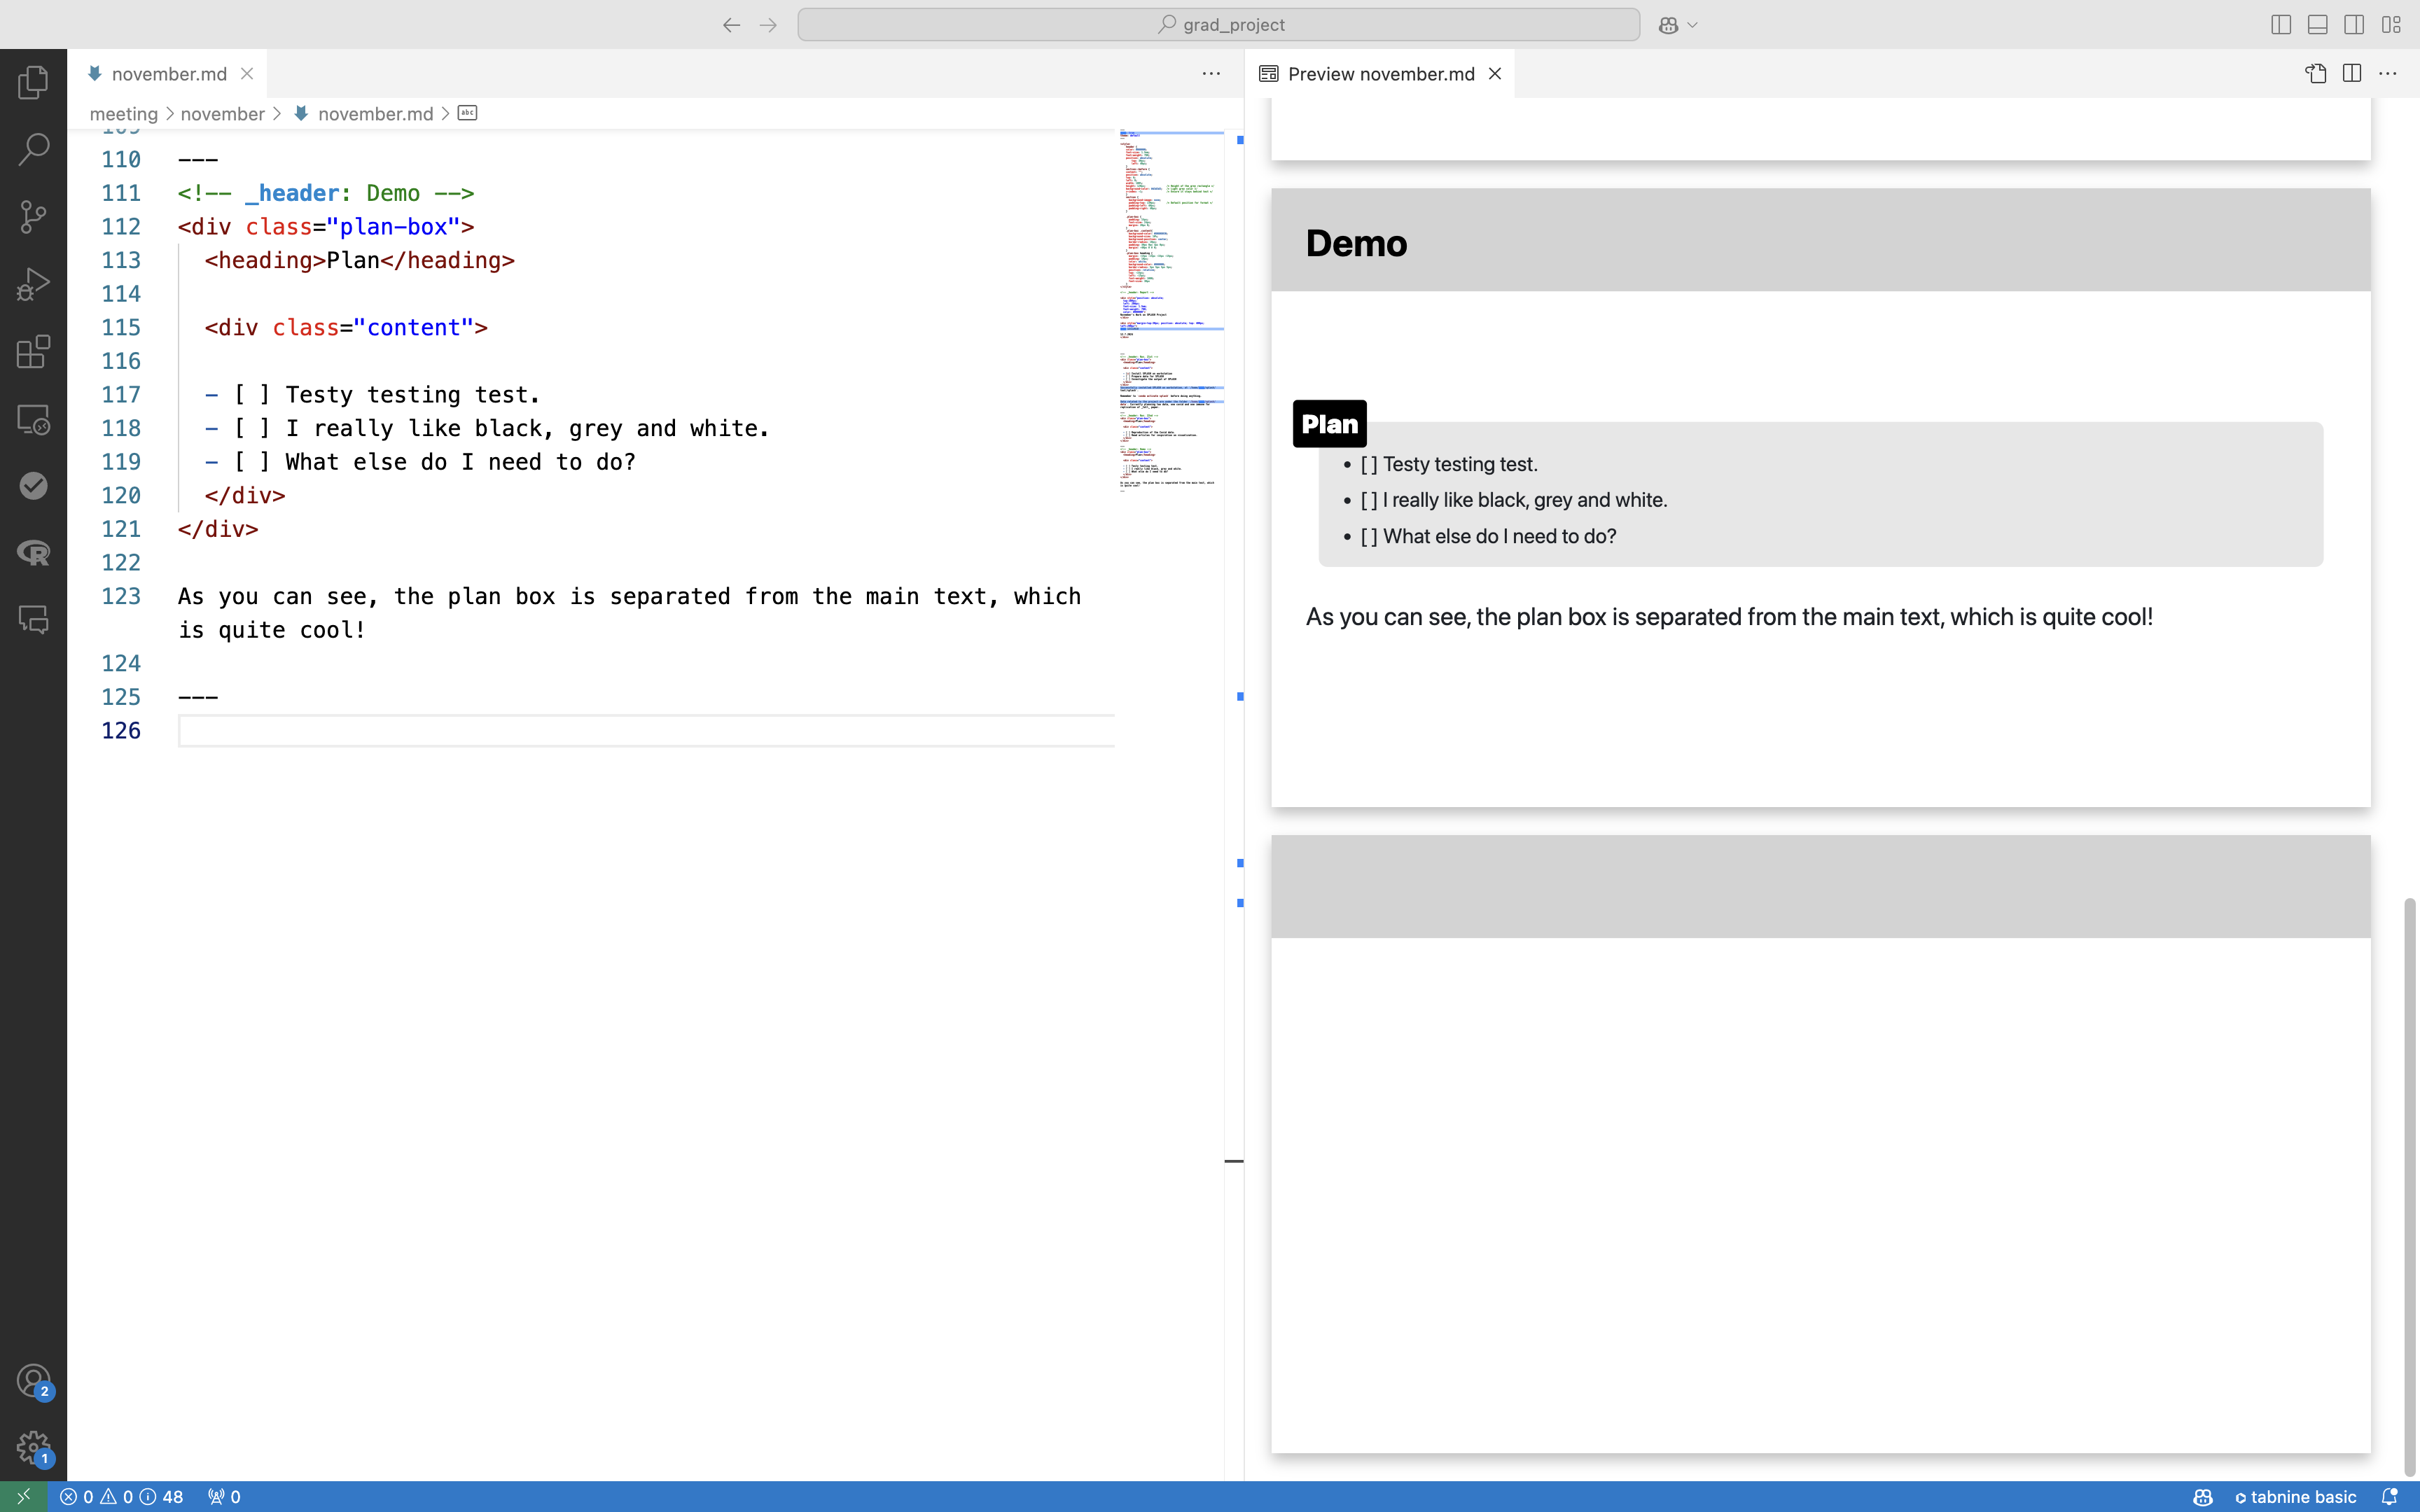 grad_project
november.md
Preview november.md
meeting > november > november.md >
110 ---
111 <!-- _header: Demo -->
112 <div class="plan-box">
113 <heading>Plan</heading>
114
115 <div class="content">
116
117 - [ ] Testy testing test.
118 - [ ] I really like black, grey and white.
119 - [ ] What else do I need to do?
120 </div>
121 </div>
122
123 As you can see, the plan box is separated from the main text, which
is quite cool!
124
125 ---
126
Demo
Plan
• [ ] Testy testing test.
• [ ] I really like black, grey and white.
• [ ] What else do I need to do?
As you can see, the plan box is separated from the main text, which is quite cool!
2
1
0 0 48 0
tabnine basic